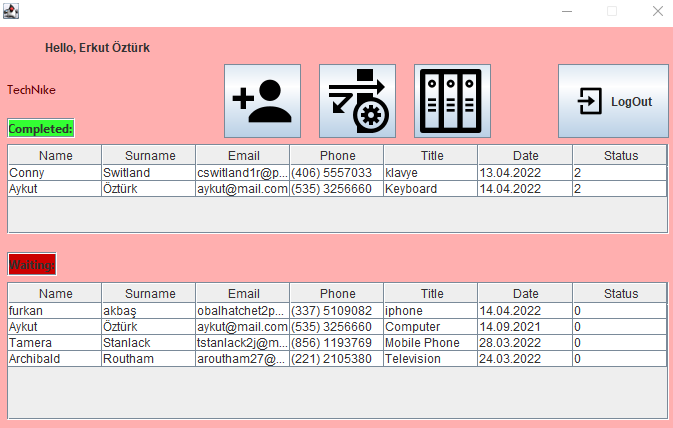 Hello, Erkut Öztürk
TechNike
LogOut
Completed:
Name Surname Email Phone Title Date Status
Conny Switland cswitland1r@p... (406) 5557033 klavye 13.04.2022 2
Aykut Öztürk aykut@mail.com (535) 3256660 Keyboard 14.04.2022 2
Waiting:
Name Surname Email Phone Title Date Status
furkan akbaş obalhatchet2p... (337) 5109082 iphone 14.04.2022 0
Aykut Öztürk aykut@mail.com (535) 3256660 Computer 14.09.2021 0
Tamera Stanlack tstanlack2j@m... (856) 1193769 Mobile Phone 28.03.2022 0
Archibald Routham aroutham27@... (221) 2105380 Television 24.03.2022 0